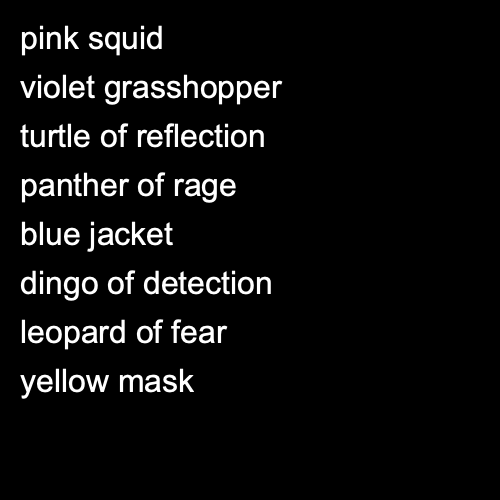 pink squid
violet grasshopper
turtle of reflection
panther of rage
blue jacket
dingo of detection
leopard of fear
yellow mask